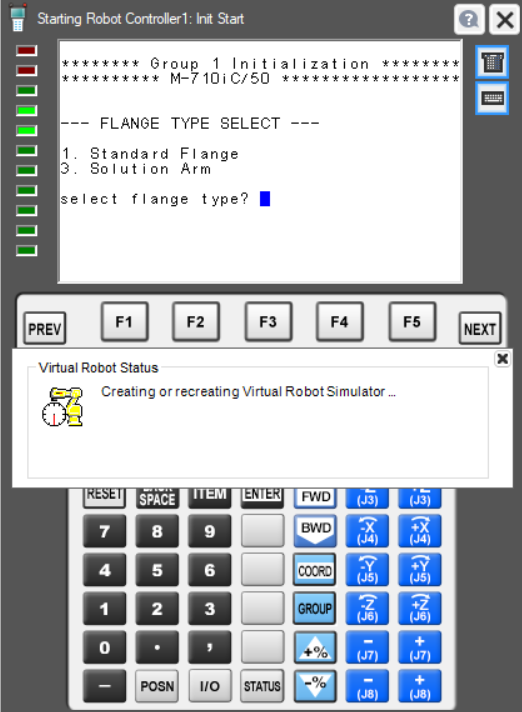 Starting Robot Controller1: Init Start
******** Group 1 Initialization ********
********** M-710iC/50 ******************
--- FLANGE TYPE SELECT ---
1. Standard Flange
3. Solution Arm
select flange type?
PREV F1 F2 F3 F4 F5 NEXT
Virtual Robot Status
Creating or recreating Virtual Robot Simulator ...
RESET BACK SPACE ITEM ENTER FWD -Z (J3) +Z (J3)
7 8 9 BWD -X (J4) +X (J4)
4 5 6 COORD -Y (J5) +Y (J5)
1 2 3 GROUP -Z (J6) +Z (J6)
0 . , +% - (J7) + (J7)
- POSN I/O STATUS -% - (J8) + (J8)